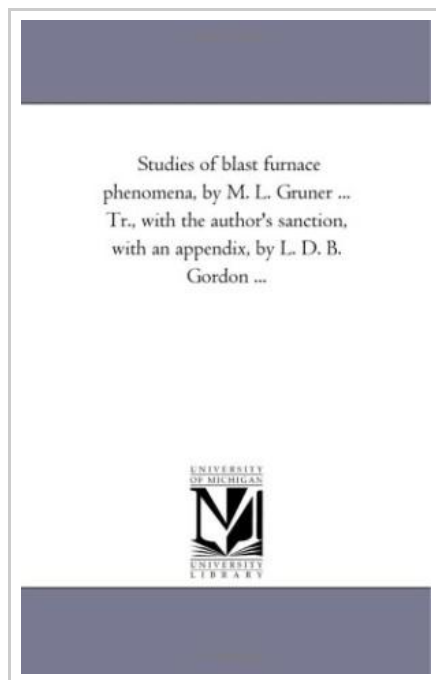 Studies of blast furnace
phenomena, by M. L. Gruner ...
Tr., with the author's sanction,
with an appendix, by L. D. B.
Gordon ...
UNIVERSITY
OF MICHIGAN
UNIVERSITY
LIBRARY